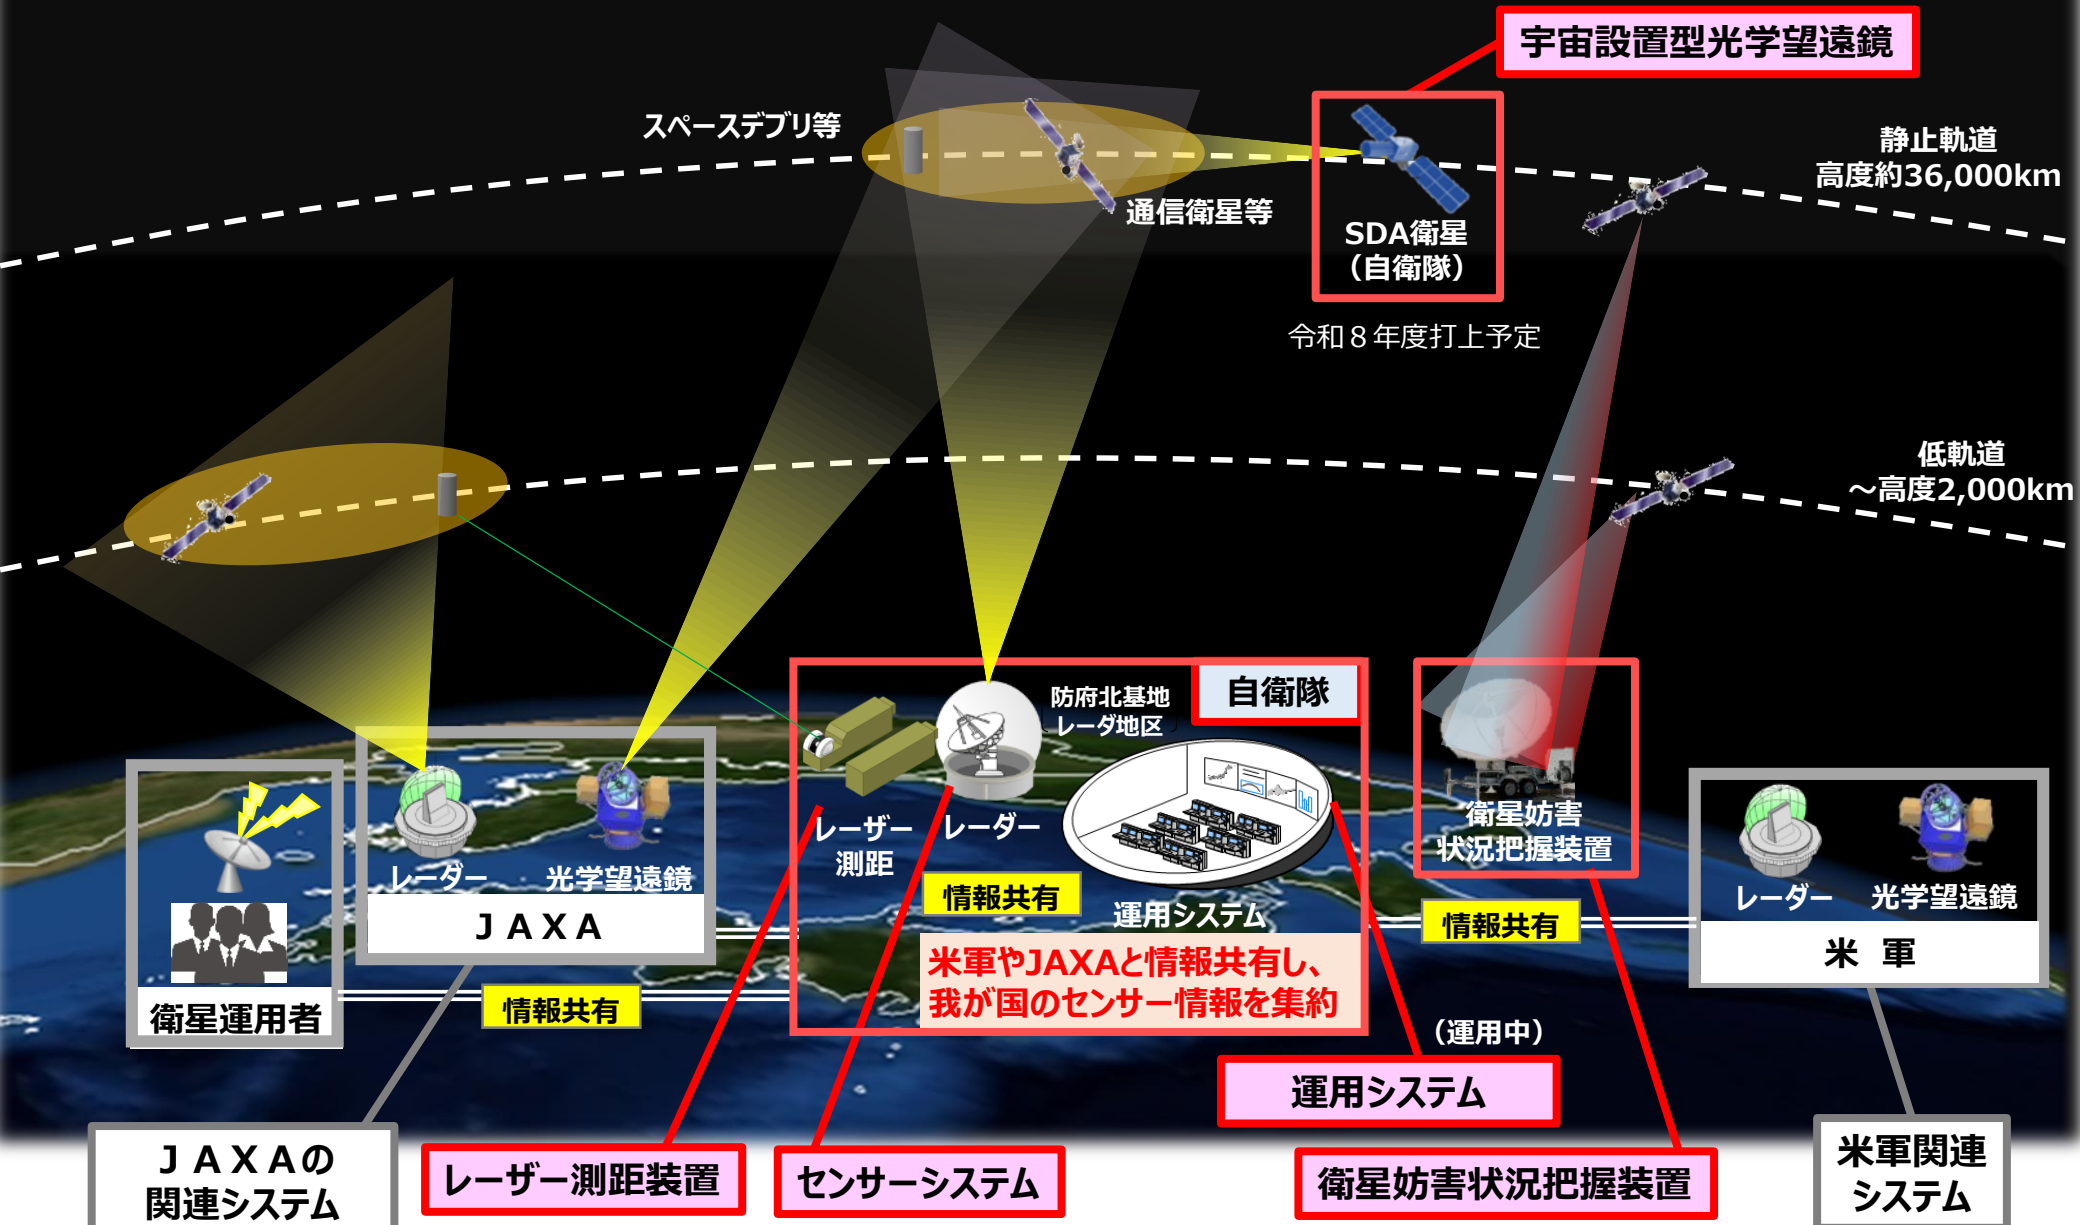 宇宙設置型光学望遠鏡
スペースデブリ等
通信衛星等
静止軌道
高度約36,000km
SDA衛星
（自衛隊）
令和８年度打上予定
低軌道
～高度2,000km
自衛隊
防府北基地
レーダ地区
レーザー
測距
レーダー
情報共有
運用システム
米軍やJAXAと情報共有し、
我が国のセンサー情報を集約
衛星妨害
状況把握装置
レーダー
光学望遠鏡
ＪＡＸＡ
衛星運用者
情報共有
情報共有
レーダー
光学望遠鏡
米 軍
（運用中）
運用システム
ＪＡＸＡの
関連システム
レーザー測距装置
センサーシステム
衛星妨害状況把握装置
米軍関連
システム